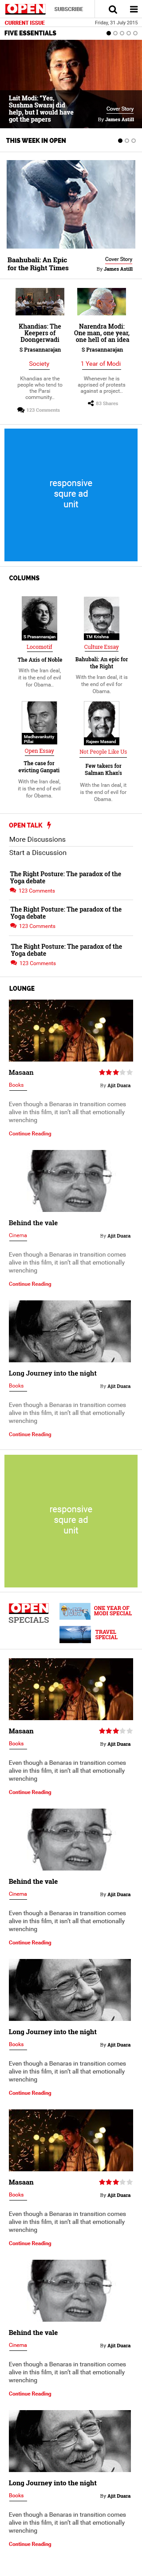 OPEN SUBSCRIBE
CURRENT ISSUE Friday, 31 July 2015
FIVE ESSENTIALS
Lait Modi: "Yes,
Sushma Swaraj did
help, but I would have
got the papers
Cover Story
By James Astill
THIS WEEK IN OPEN
Baahubali: An Epic
for the Right Times
Cover Story
By James Astill
Khandias: The
Keepers of
Doongerwadi
S Prasannarajan
Society
Khandias are the
people who tend to
the Parsi
community...
123 Comments
Narendra Modi:
One man, one year,
one hell of an idea
S Prasannarajan
1 Year of Modi
Whenever he is
apprised of protests
against a project...
83 Shares
responsive
squre ad
unit
COLUMNS
S Prasannarajan
Locomotif
The Axis of Noble
With the Iran deal,
it is the end of evil
for Obama.
TM Krishna
Culture Essay
Bahubali: An epic for
the Right
With the Iran deal, it
is the end of evil for
Obama.
Madhavankutty
Pillai
Open Essay
The case for
evicting Ganpati
With the Iran deal,
it is the end of evil
for Obama.
Rajeev Masand
Not People Like Us
Few takers for
Salman Khan's
With the Iran deal, it
is the end of evil for
Obama.
OPEN TALK
More Discussions
Start a Discussion
The Right Posture: The paradox of the
Yoga debate
123 Comments
The Right Posture: The paradox of the
Yoga debate
123 Comments
The Right Posture: The paradox of the
Yoga debate
123 Comments
LOUNGE
Masaan
Books By Ajit Duara
Even though a Benaras in transition comes
alive in this film, it isn't all that emotionally
wrenching
Continue Reading
Behind the vale
Cinema By Ajit Duara
Even though a Benaras in transition comes
alive in this film, it isn't all that emotionally
wrenching
Continue Reading
Long Journey into the night
Books By Ajit Duara
Even though a Benaras in transition comes
alive in this film, it isn't all that emotionally
wrenching
Continue Reading
responsive
squre ad
unit
OPEN
SPECIALS
ONE YEAR OF
MODI SPECIAL
TRAVEL
SPECIAL
Masaan
Books By Ajit Duara
Even though a Benaras in transition comes
alive in this film, it isn't all that emotionally
wrenching
Continue Reading
Behind the vale
Cinema By Ajit Duara
Even though a Benaras in transition comes
alive in this film, it isn't all that emotionally
wrenching
Continue Reading
Long Journey into the night
Books By Ajit Duara
Even though a Benaras in transition comes
alive in this film, it isn't all that emotionally
wrenching
Continue Reading
Masaan
Books By Ajit Duara
Even though a Benaras in transition comes
alive in this film, it isn't all that emotionally
wrenching
Continue Reading
Behind the vale
Cinema By Ajit Duara
Even though a Benaras in transition comes
alive in this film, it isn't all that emotionally
wrenching
Continue Reading
Long Journey into the night
Books By Ajit Duara
Even though a Benaras in transition comes
alive in this film, it isn't all that emotionally
wrenching
Continue Reading